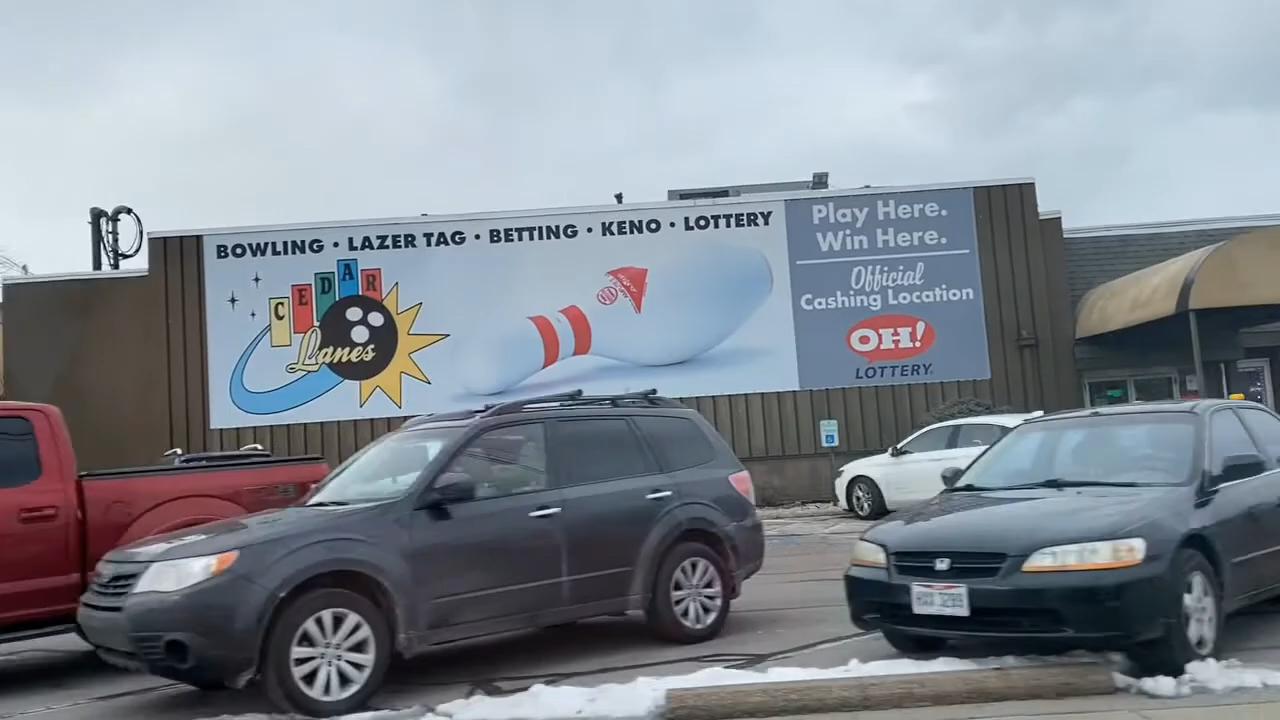 BOWLING · LAZER TAG · BETTING · KENO · LOTTERY
CEDAR
Lanes
Play Here.
Win Here.
Official
Cashing Location
OH!
LOTTERY